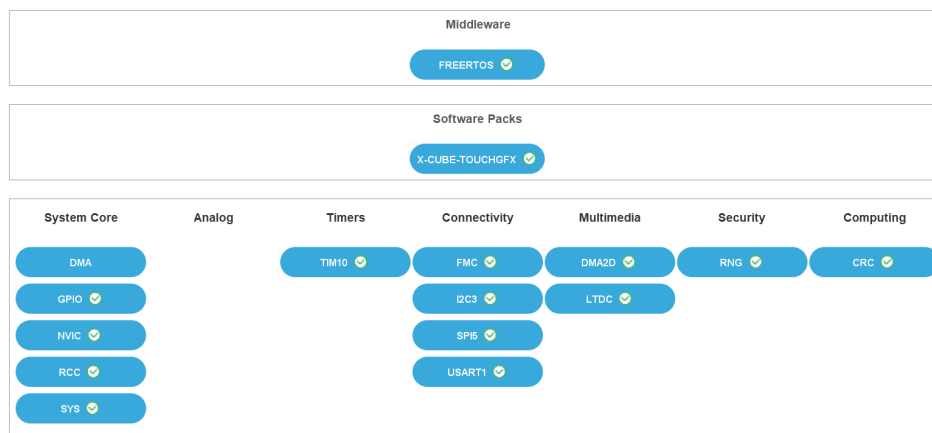 Middleware
FREERTOS
Software Packs
X-CUBE-TOUCHGFX
System Core Analog Timers Connectivity Multimedia Security Computing
DMA TIM10 FMC DMA2D RNG CRC
GPIO I2C3 LTDC
NVIC SPI5
RCC USART1
SYS